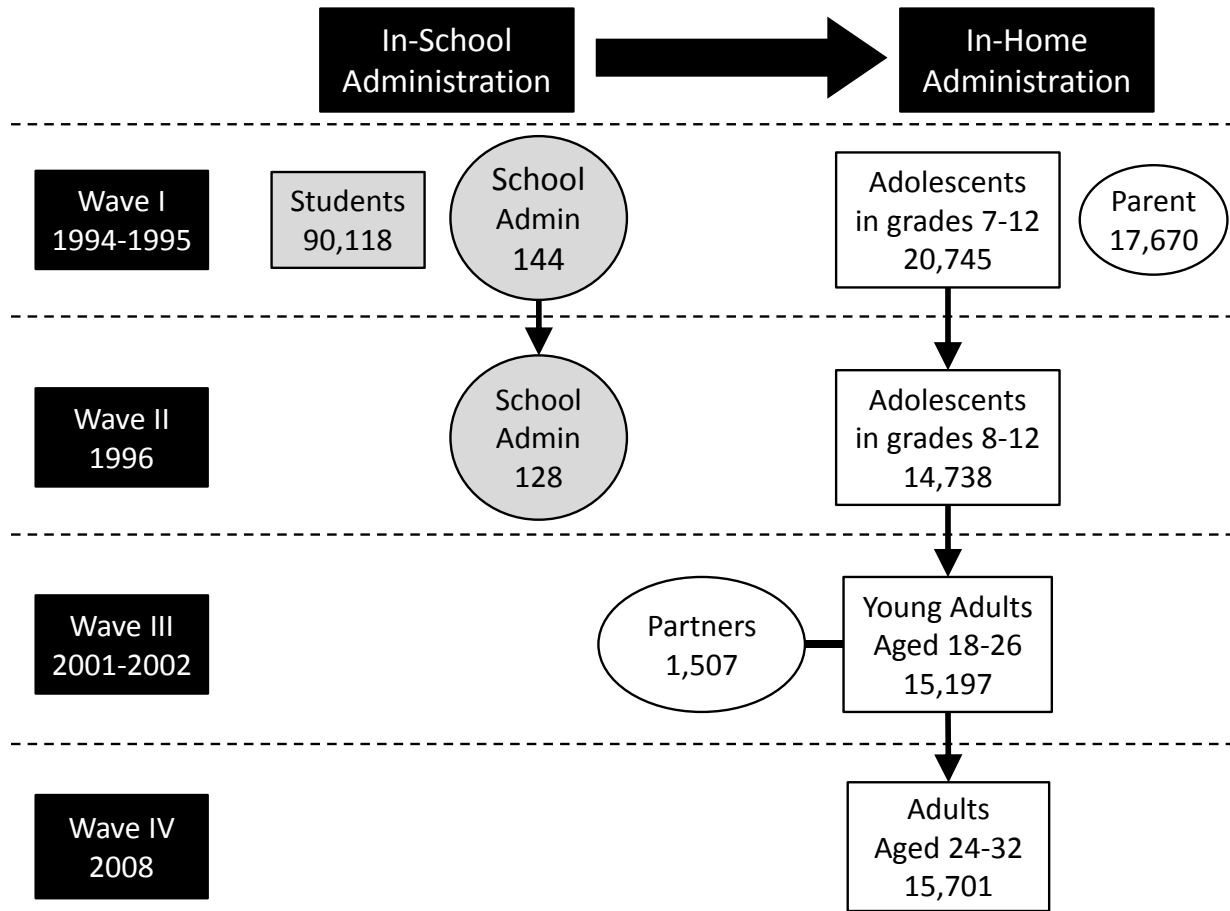 In-School
Administration
In-Home
Administration
Wave I
1994-1995
Students
90,118
School
Admin
144
Adolescents
in grades 7-12
20,745
Parent
17,670
Wave II
1996
School
Admin
128
Adolescents
in grades 8-12
14,738
Wave III
2001-2002
Partners
1,507
Young Adults
Aged 18-26
15,197
Wave IV
2008
Adults
Aged 24-32
15,701